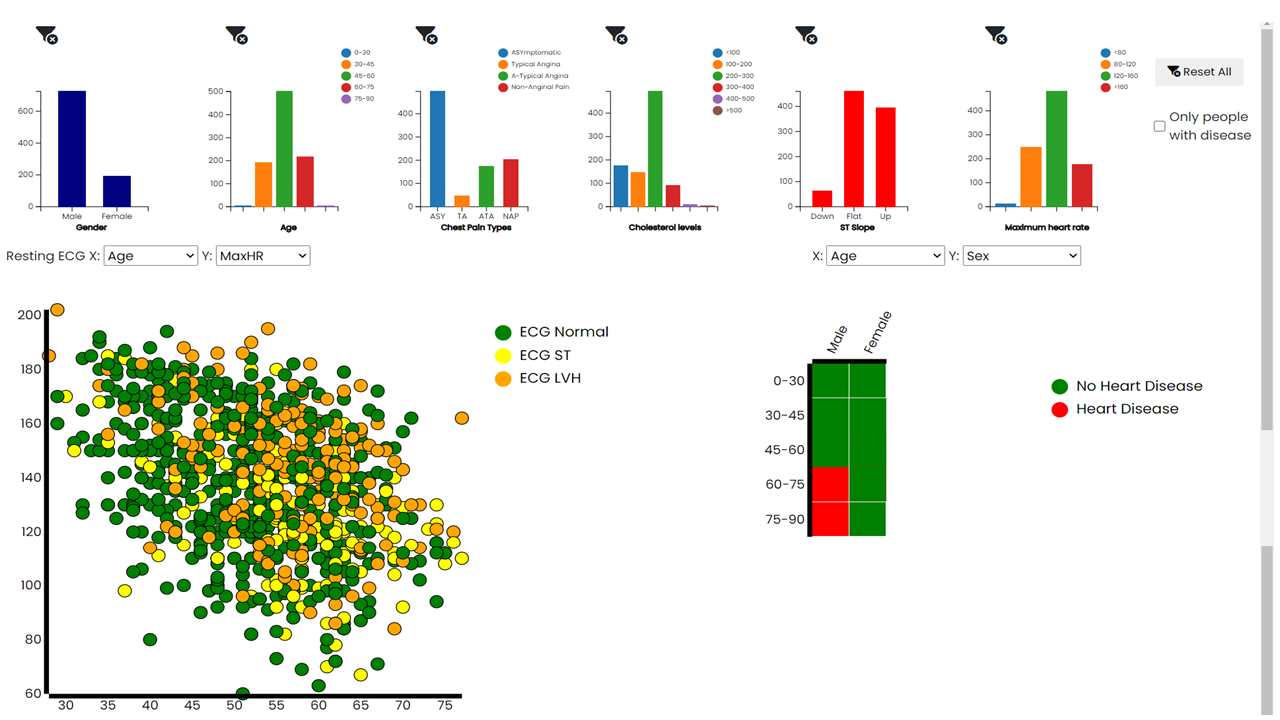 0-30
30-45
45-60
60-75
75-90
ASYmptomatic
Typical Angina
A-Typical Angina
Non-Anginal Pain
<100
100-200
200-300
300-400
400-500
>500
<80
80-120
120-160
>160
Reset All
Only people
with disease
600
400
200
0
Male Female
Gender
500
400
300
200
100
0
Age
400
300
200
100
0
ASY TA ATA NAP
Chest Pain Types
400
300
200
100
0
Cholesterol levels
400
300
200
100
0
Down Flat Up
ST Slope
400
300
200
100
0
Maximum heart rate
Resting ECG X: Age Y: MaxHR
X: Age Y: Sex
200
180
160
140
120
100
80
60
30 35 40 45 50 55 60 65 70 75
ECG Normal
ECG ST
ECG LVH
Male Female
0-30
30-45
45-60
60-75
75-90
No Heart Disease
Heart Disease